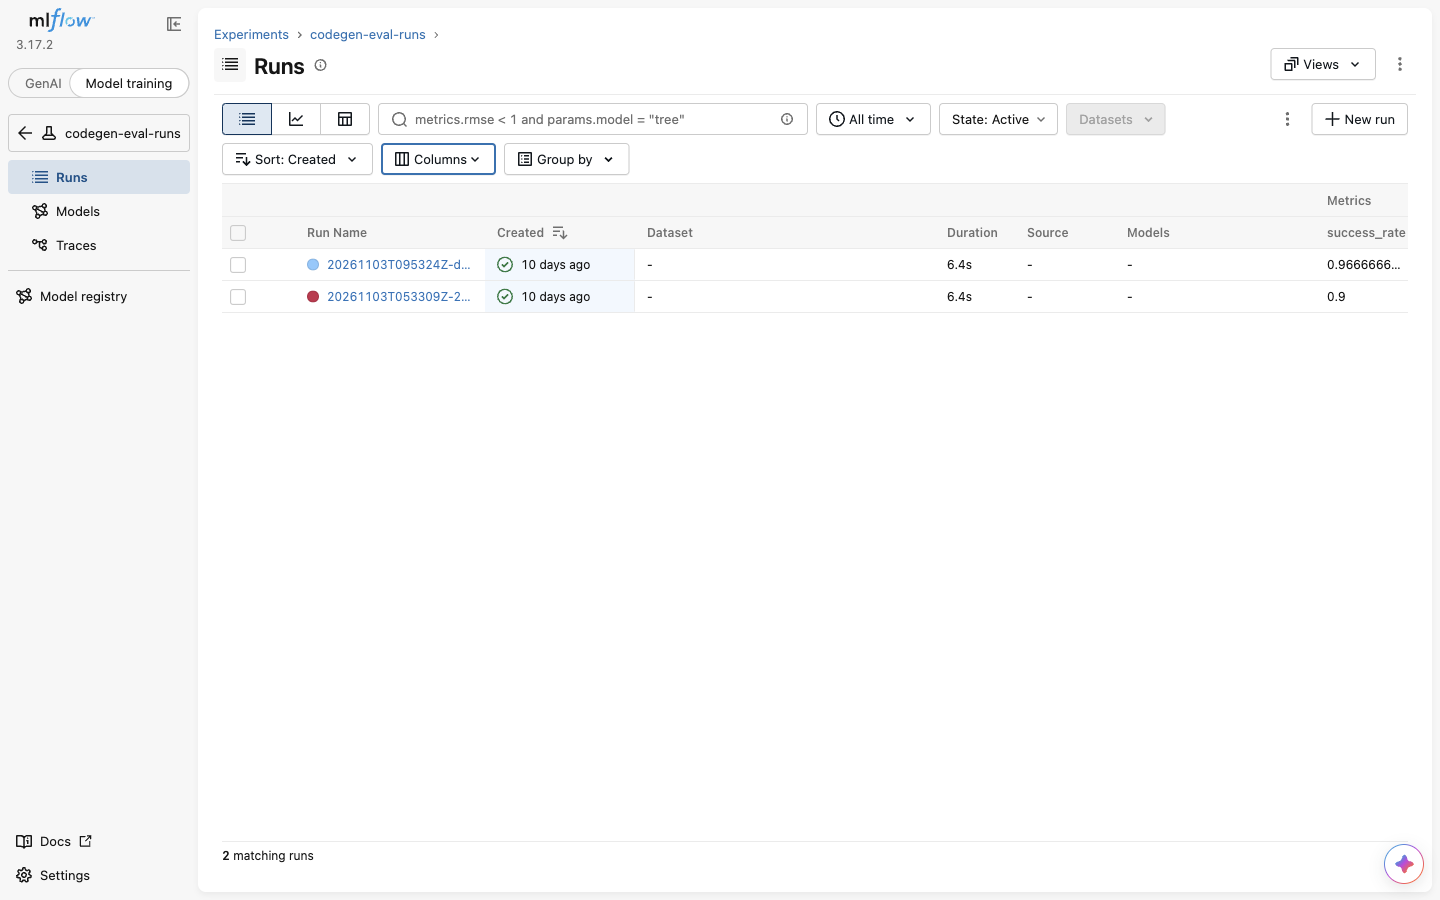 mlflow
3.17.2
GenAI Model training
codegen-eval-runs
Runs
Models
Traces
Model registry
Docs
Settings
Experiments > codegen-eval-runs >
Runs
Views
metrics.rmse < 1 and params.model = "tree"
All time
State: Active
Datasets
New run
Sort: Created
Columns
Group by
Metrics
Run Name Created Dataset Duration Source Models success_rate
20261103T095324Z-d... 10 days ago - 6.4s - - 0.9666666...
20261103T053309Z-2... 10 days ago - 6.4s - - 0.9
2 matching runs